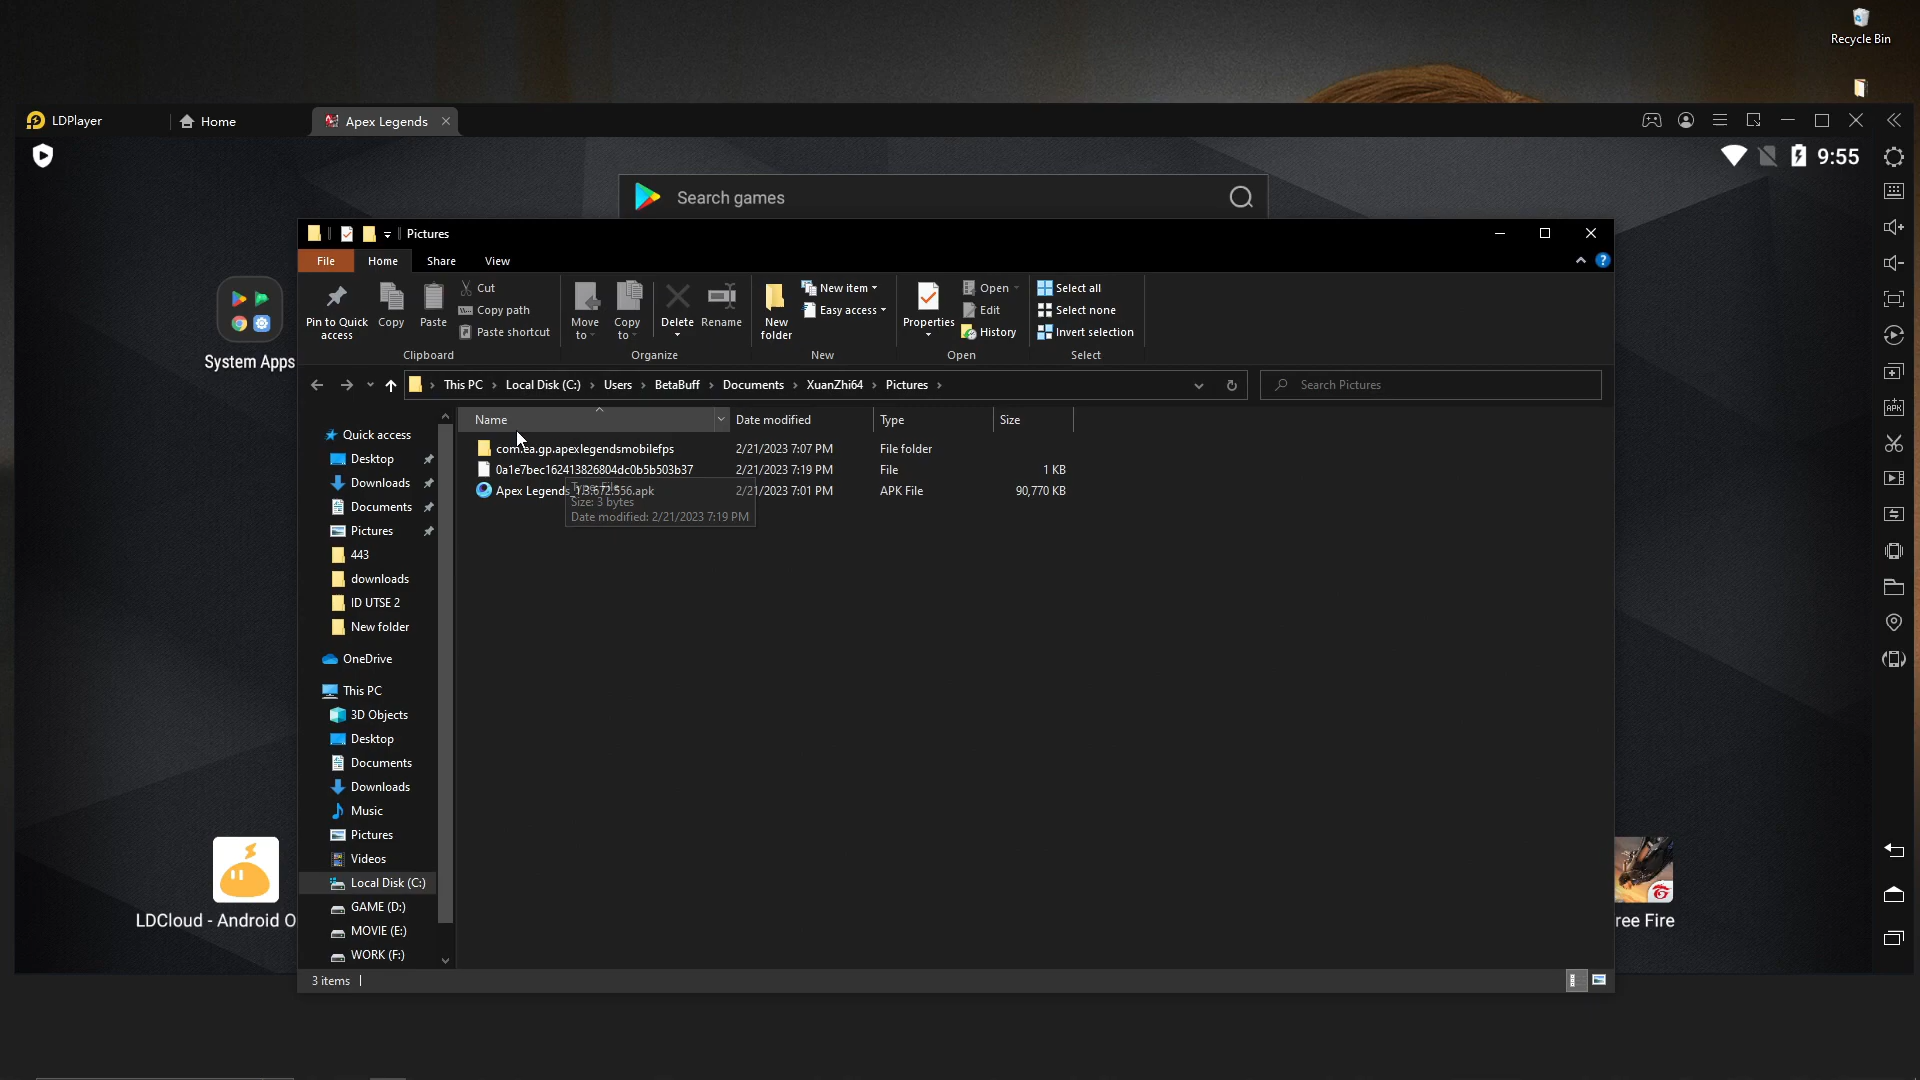 Recycle Bin
LDPlayer
Home
Apex Legends
9:55
Search games
Pictures
File
Home
Share
View
Pin to Quick access
Copy
Paste
Cut
Copy path
Paste shortcut
Move to
Copy to
Delete
Rename
New folder
New item
Easy access
Properties
Open
Edit
History
Select all
Select none
Invert selection
Clipboard
Organize
New
Open
Select
This PC > Local Disk (C:) > Users > BetaBuff > Documents > XuanZhi64 > Pictures >
Search Pictures
System Apps
Name
Date modified
Type
Size
com.ea.gp.apexlegendsmobilefps 2/21/2023 7:07 PM File folder
0a1e7bec162413826804dc0b5b503b37 2/21/2023 7:19 PM File 1 KB
Apex Legends_1.3.672.556.apk 2/21/2023 7:01 PM APK File 90,770 KB
Type: File
Size: 3 bytes
Date modified: 2/21/2023 7:19 PM
Quick access
Desktop
Downloads
Documents
Pictures
443
downloads
ID UTSE 2
New folder
OneDrive
This PC
3D Objects
Desktop
Documents
Downloads
Music
Pictures
Videos
Local Disk (C:)
GAME (D:)
MOVIE (E:)
WORK (F:)
LDCloud - Android O
ree Fire
3 items
APK